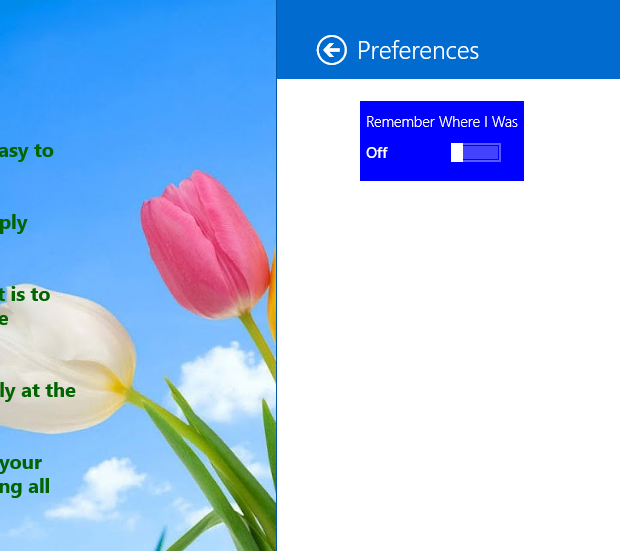 asy to
ply
t is to
e
ly at the
your
ng all
Preferences
Remember Where I Was
Off